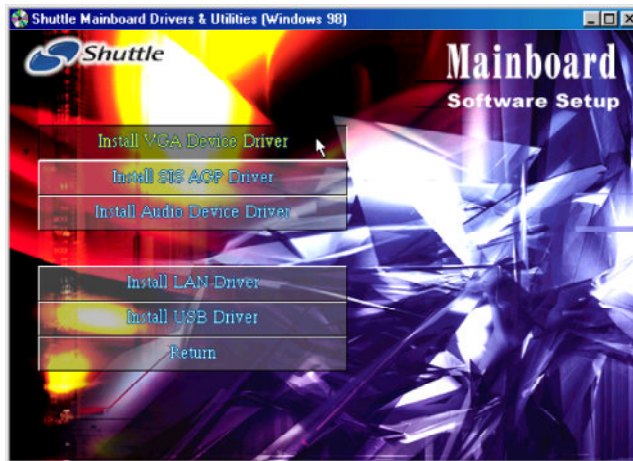 Shuttle Mainboard Drivers & Utilities (Windows 98)
Shuttle
Mainboard
Software Setup
Install VGA Device Driver
Install SIS AGP Driver
Install Audio Device Driver
Install LAN Driver
Install USB Driver
Return